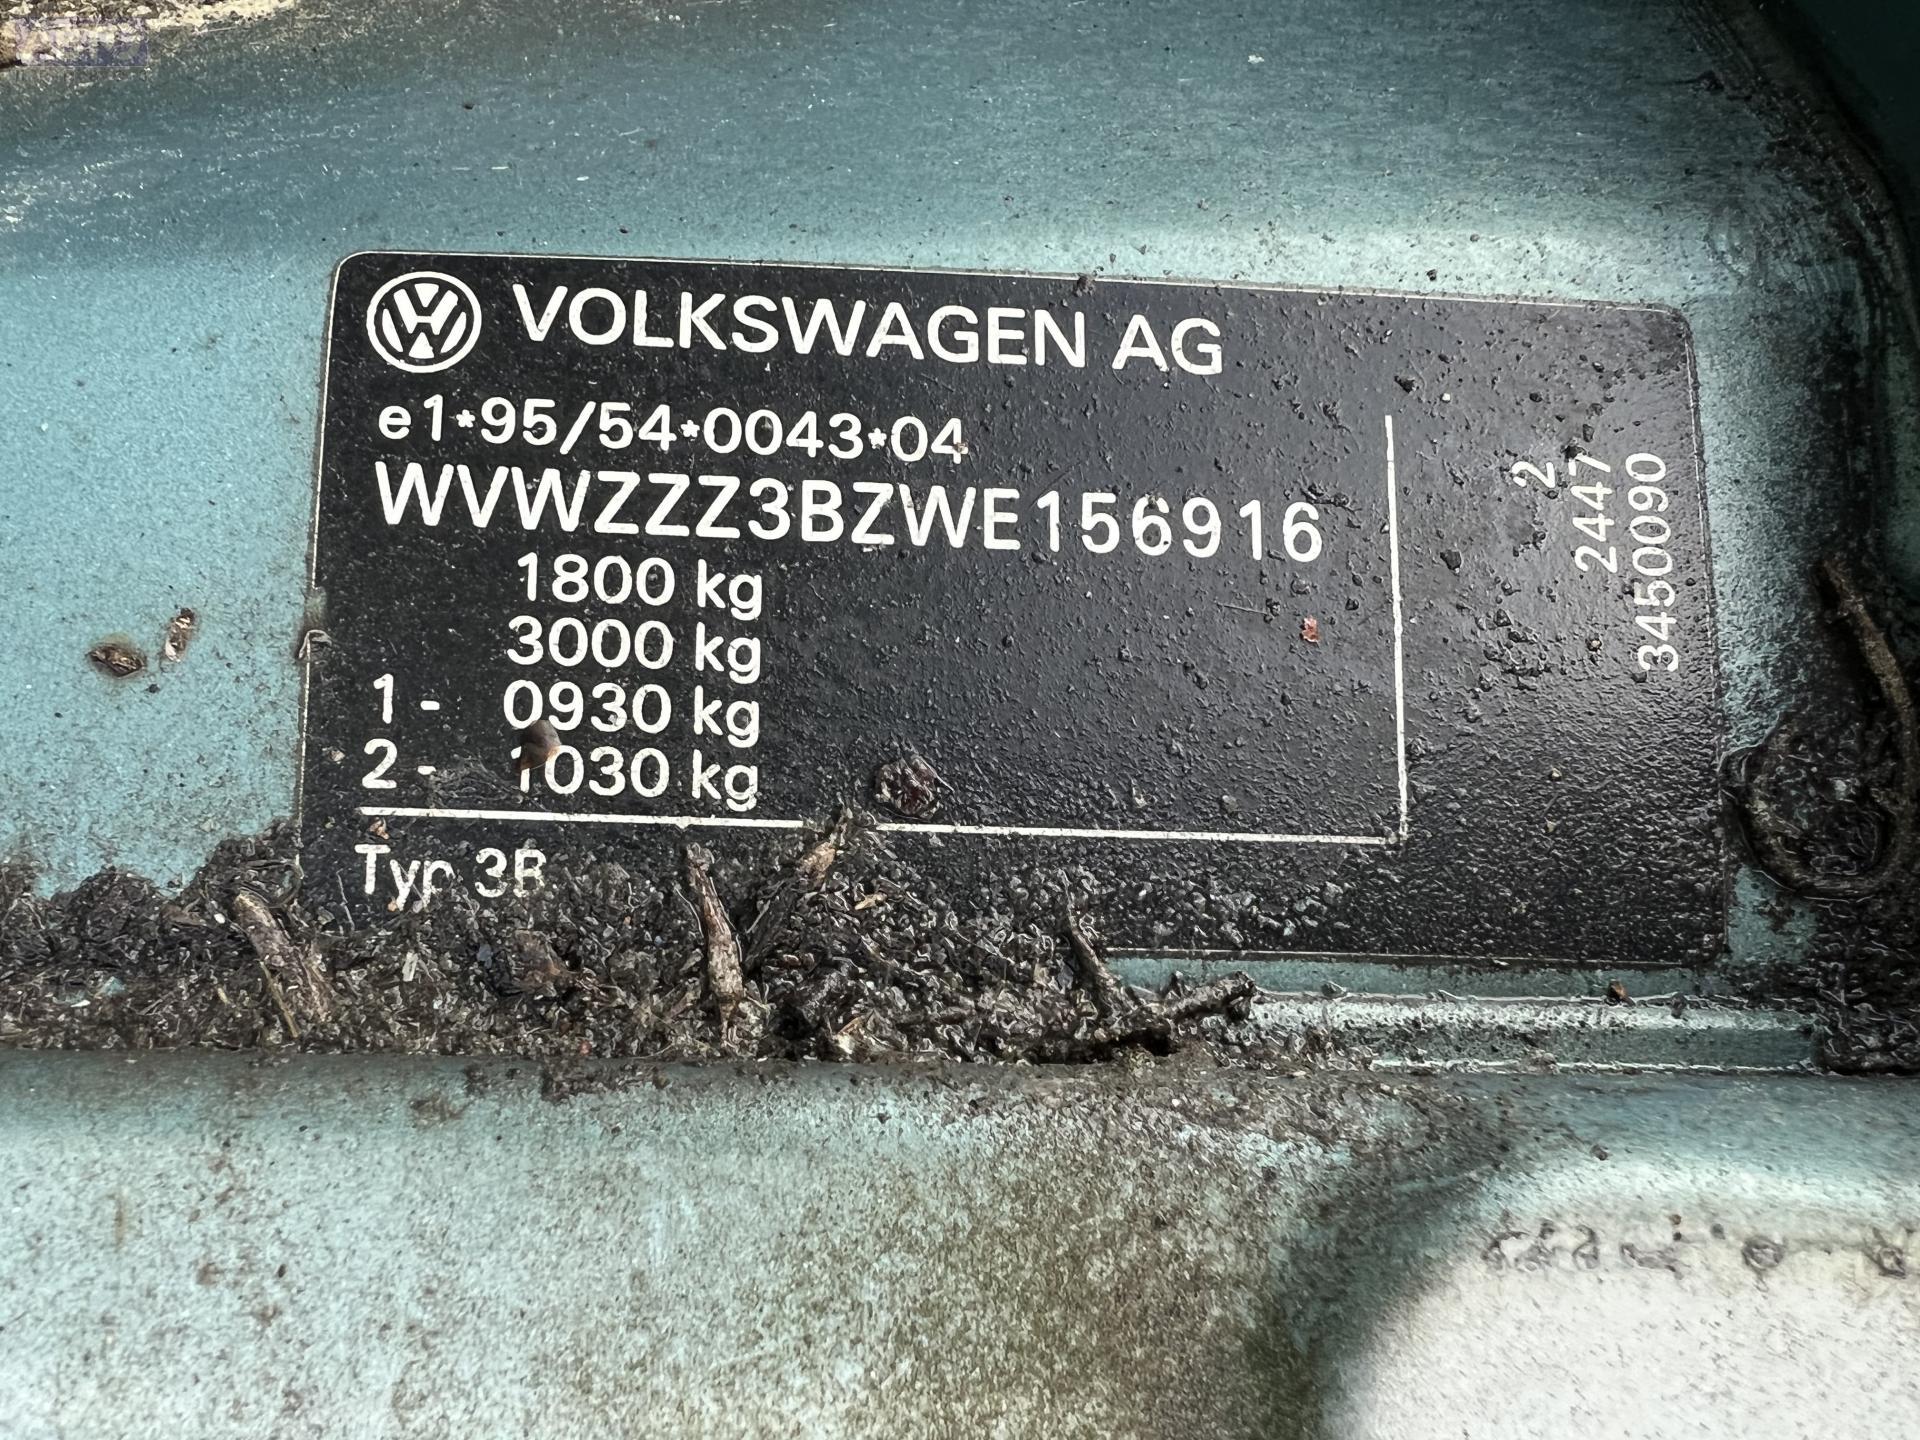 VOLKSWAGEN AG
e1*95/54*0043*04
WVWZZZ3BZWE156916
1800 kg
3000 kg
1- 0930 kg
2- 1030 kg
Typ 3B
2
2447
3450090